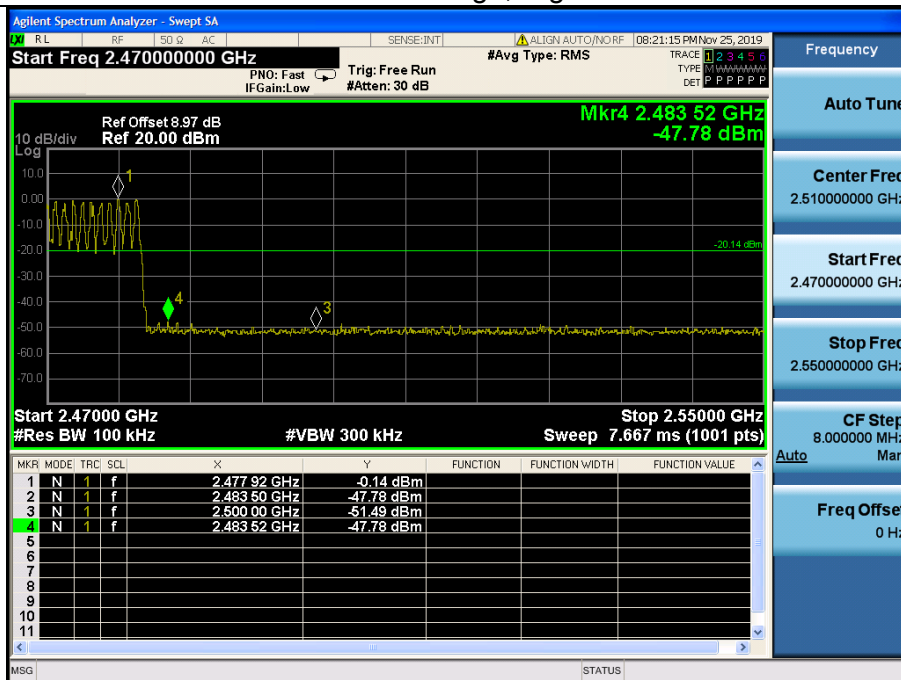 Agilent Spectrum Analyzer - Swept SA
LXI RL RF 50 Ω AC SENSE:INT ALIGN AUTO/NO RF 08:21:15 PM Nov 25, 2019
Start Freq 2.470000000 GHz
PNO: Fast
IFGain:Low
Trig: Free Run
#Atten: 30 dB
#Avg Type: RMS
TRACE 1 2 3 4 5 6
TYPE M W W W W W
DET P P P P P P
Mkr4 2.483 52 GHz
-47.78 dBm
Ref Offset 8.97 dB
10 dB/div Ref 20.00 dBm
Log
10.0
0.00
-10.0
-20.0
-30.0
-40.0
-50.0
-60.0
-70.0
1
4
3
-20.14 dBm
Start 2.47000 GHz Stop 2.55000 GHz
#Res BW 100 kHz #VBW 300 kHz Sweep 7.667 ms (1001 pts)
MKR MODE TRC SCL X Y FUNCTION FUNCTION WIDTH FUNCTION VALUE
1 N 1 f 2.477 92 GHz -0.14 dBm
2 N 1 f 2.483 50 GHz -47.78 dBm
3 N 1 f 2.500 00 GHz -51.49 dBm
4 N 1 f 2.483 52 GHz -47.78 dBm
5
6
7
8
9
10
11
MSG STATUS
Frequency
Auto Tune
Center Freq
2.510000000 GHz
Start Freq
2.470000000 GHz
Stop Freq
2.550000000 GHz
CF Step
8.000000 MHz
Auto Man
Freq Offset
0 Hz